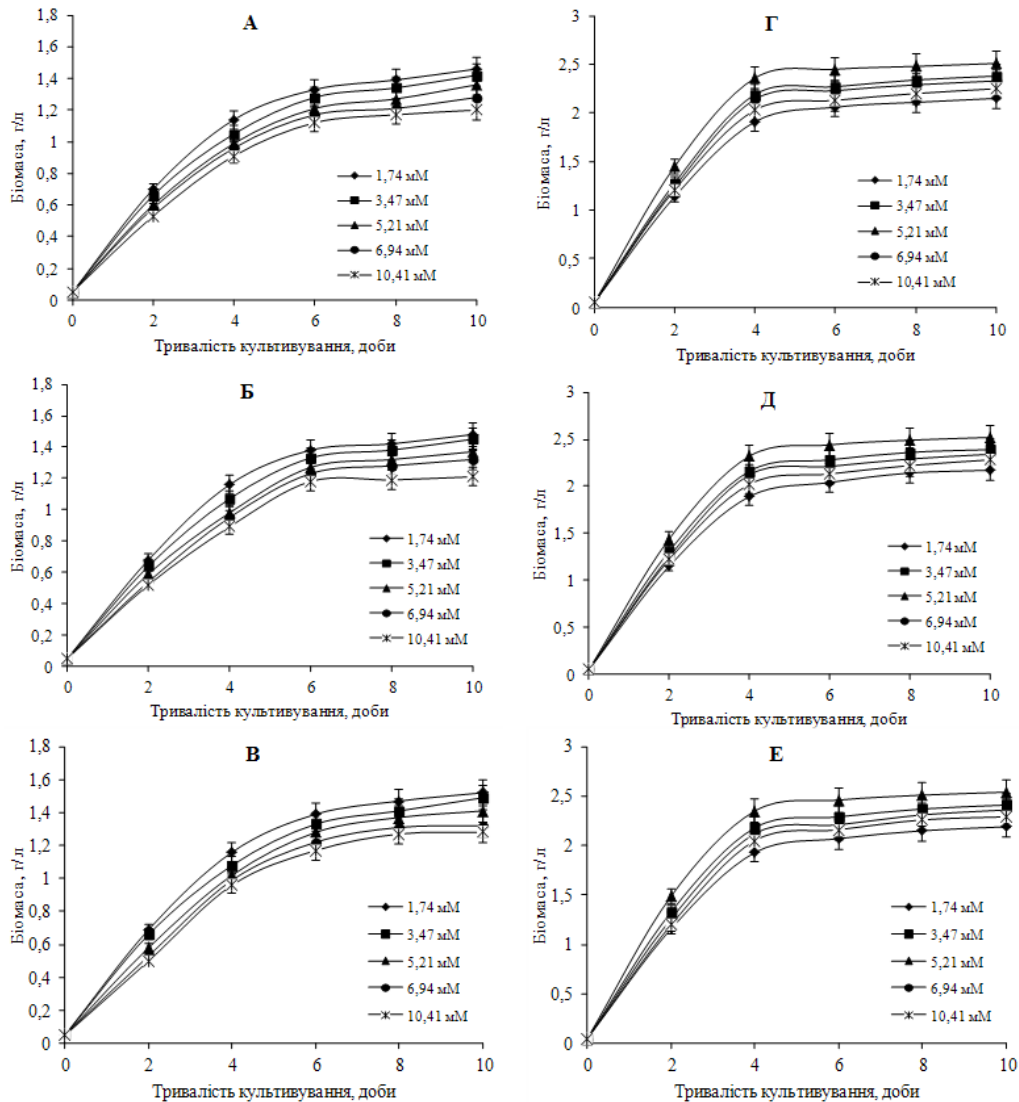 А
Біомаса, г/л
1,8
1,6
1,4
1,2
1
0,8
0,6
0,4
0,2
0
0 2 4 6 8 10
Тривалість культивування, доби
1,74 мМ
3,47 мМ
5,21 мМ
6,94 мМ
10,41 мМ
Г
Біомаса, г/л
3
2,5
2
1,5
1
0,5
0
0 2 4 6 8 10
Тривалість культивування, доби
1,74 мМ
3,47 мМ
5,21 мМ
6,94 мМ
10,41 мМ
Б
Біомаса, г/л
1,8
1,6
1,4
1,2
1
0,8
0,6
0,4
0,2
0
0 2 4 6 8 10
Тривалість культивування, доби
1,74 мМ
3,47 мМ
5,21 мМ
6,94 мМ
10,41 мМ
Д
Біомаса, г/л
3
2,5
2
1,5
1
0,5
0
0 2 4 6 8 10
Тривалість культивування, доби
1,74 мМ
3,47 мМ
5,21 мМ
6,94 мМ
10,41 мМ
В
Біомаса, г/л
1,8
1,6
1,4
1,2
1
0,8
0,6
0,4
0,2
0
0 2 4 6 8 10
Тривалість культивування, доби
1,74 мМ
3,47 мМ
5,21 мМ
6,94 мМ
10,41 мМ
Е
Біомаса, г/л
3
2,5
2
1,5
1
0,5
0
0 2 4 6 8 10
Тривалість культивування, доби
1,74 мМ
3,47 мМ
5,21 мМ
6,94 мМ
10,41 мМ